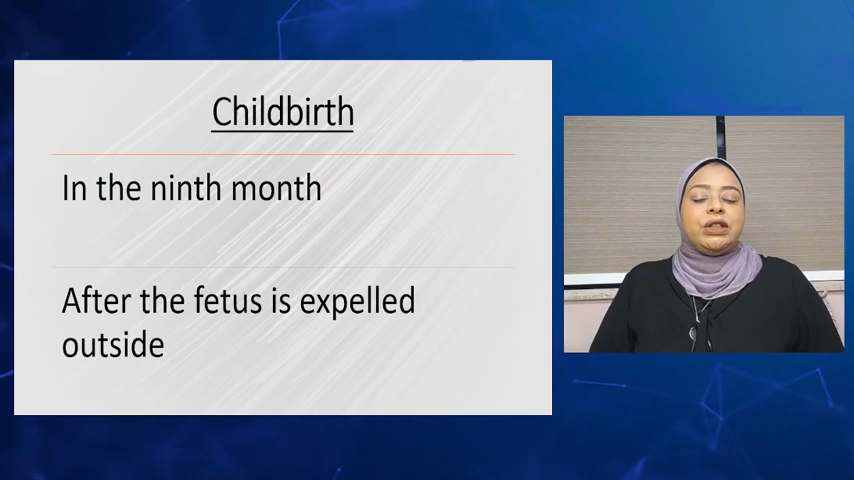 Childbirth
In the ninth month
After the fetus is expelled
outside